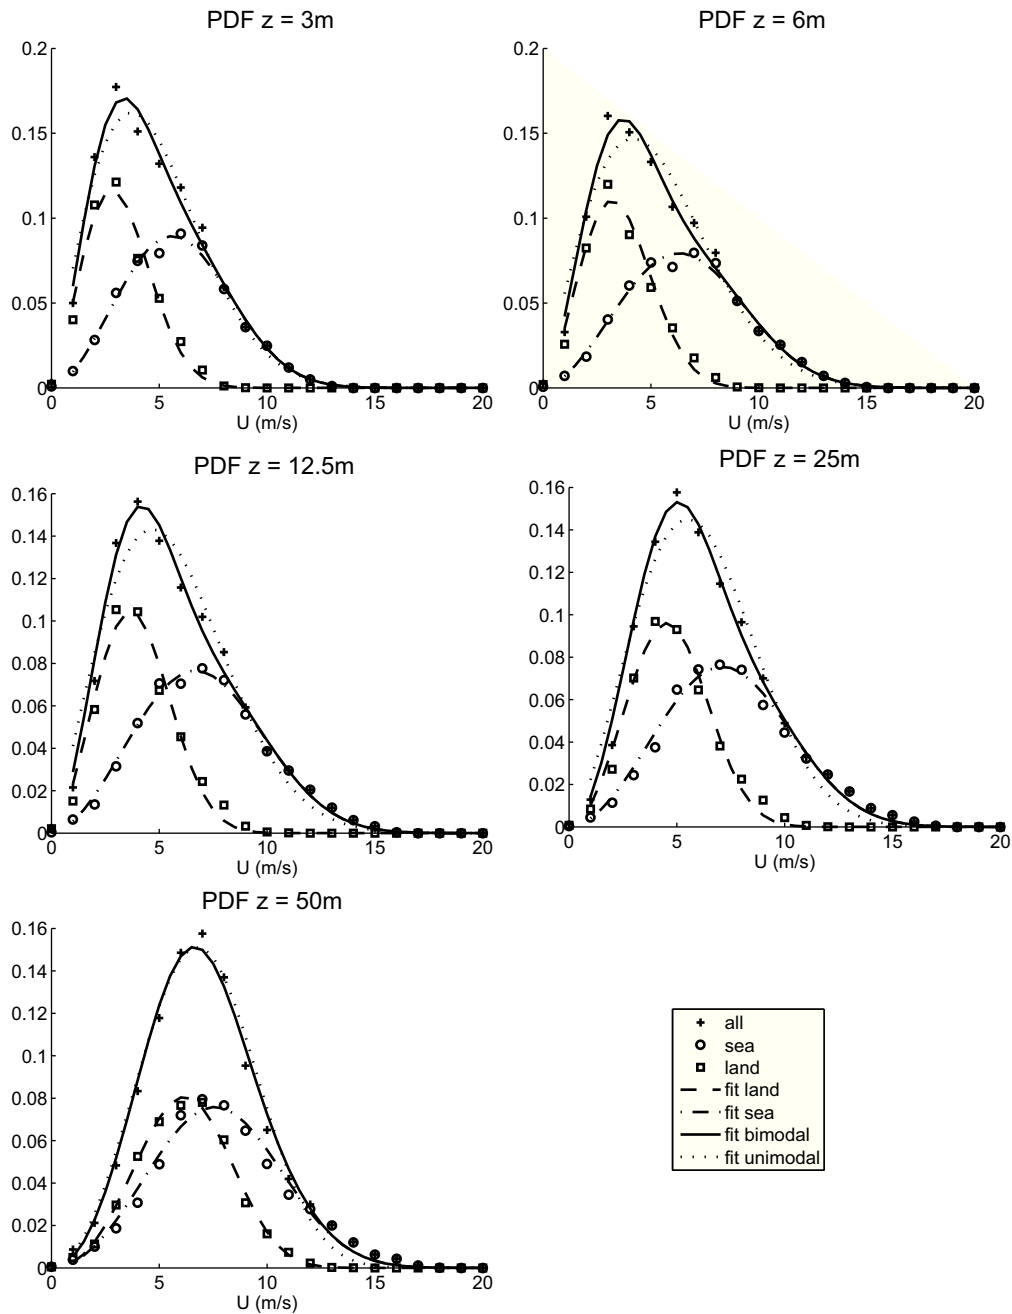 PDF z = 3m
0.2
0.15
0.1
0.05
0
0 5 10 15 20
U (m/s)
PDF z = 6m
0.2
0.15
0.1
0.05
0
0 5 10 15 20
U (m/s)
PDF z = 12.5m
0.16
0.14
0.12
0.1
0.08
0.06
0.04
0.02
0
0 5 10 15 20
U (m/s)
PDF z = 25m
0.16
0.14
0.12
0.1
0.08
0.06
0.04
0.02
0
0 5 10 15 20
U (m/s)
PDF z = 50m
0.16
0.14
0.12
0.1
0.08
0.06
0.04
0.02
0
0 5 10 15 20
U (m/s)
all
sea
land
fit land
fit sea
fit bimodal
fit unimodal